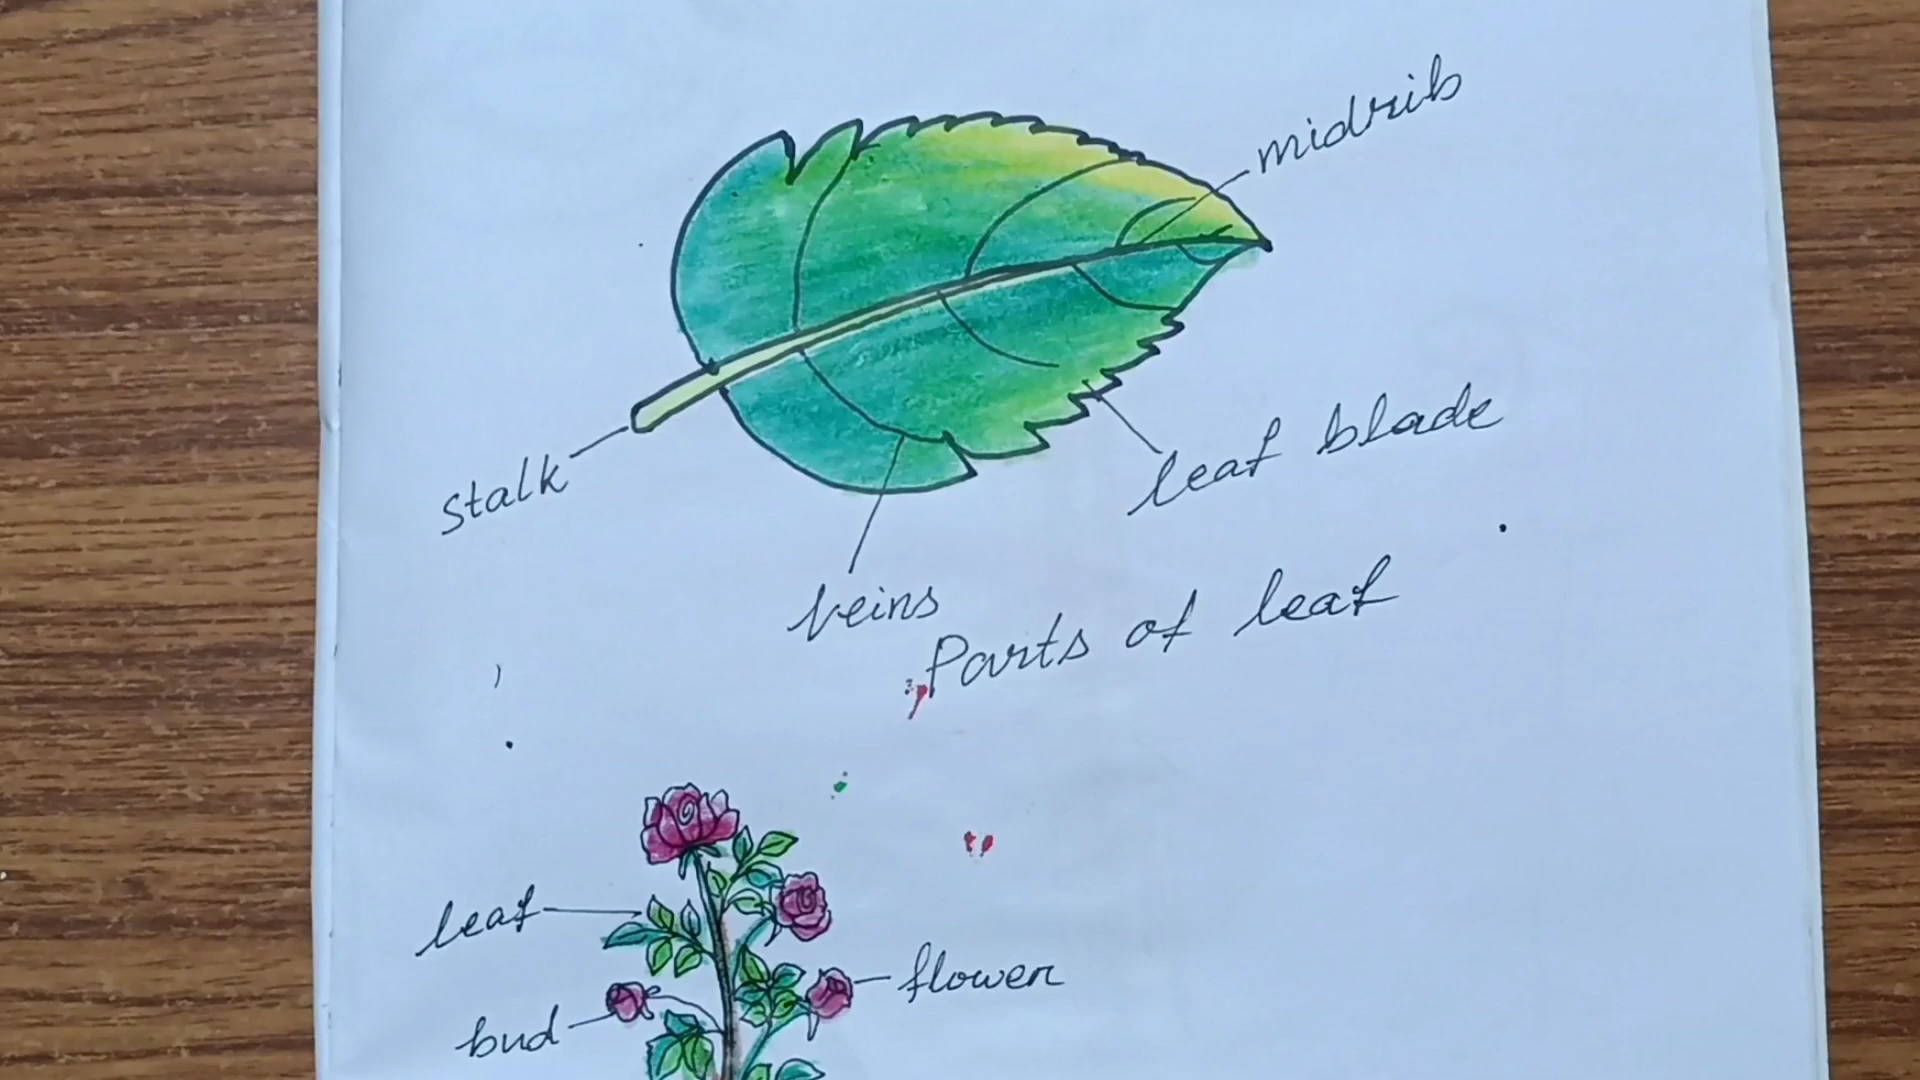 midrib
leaf blade
stalk
veins
Parts of leaf
leaf
flower
bud